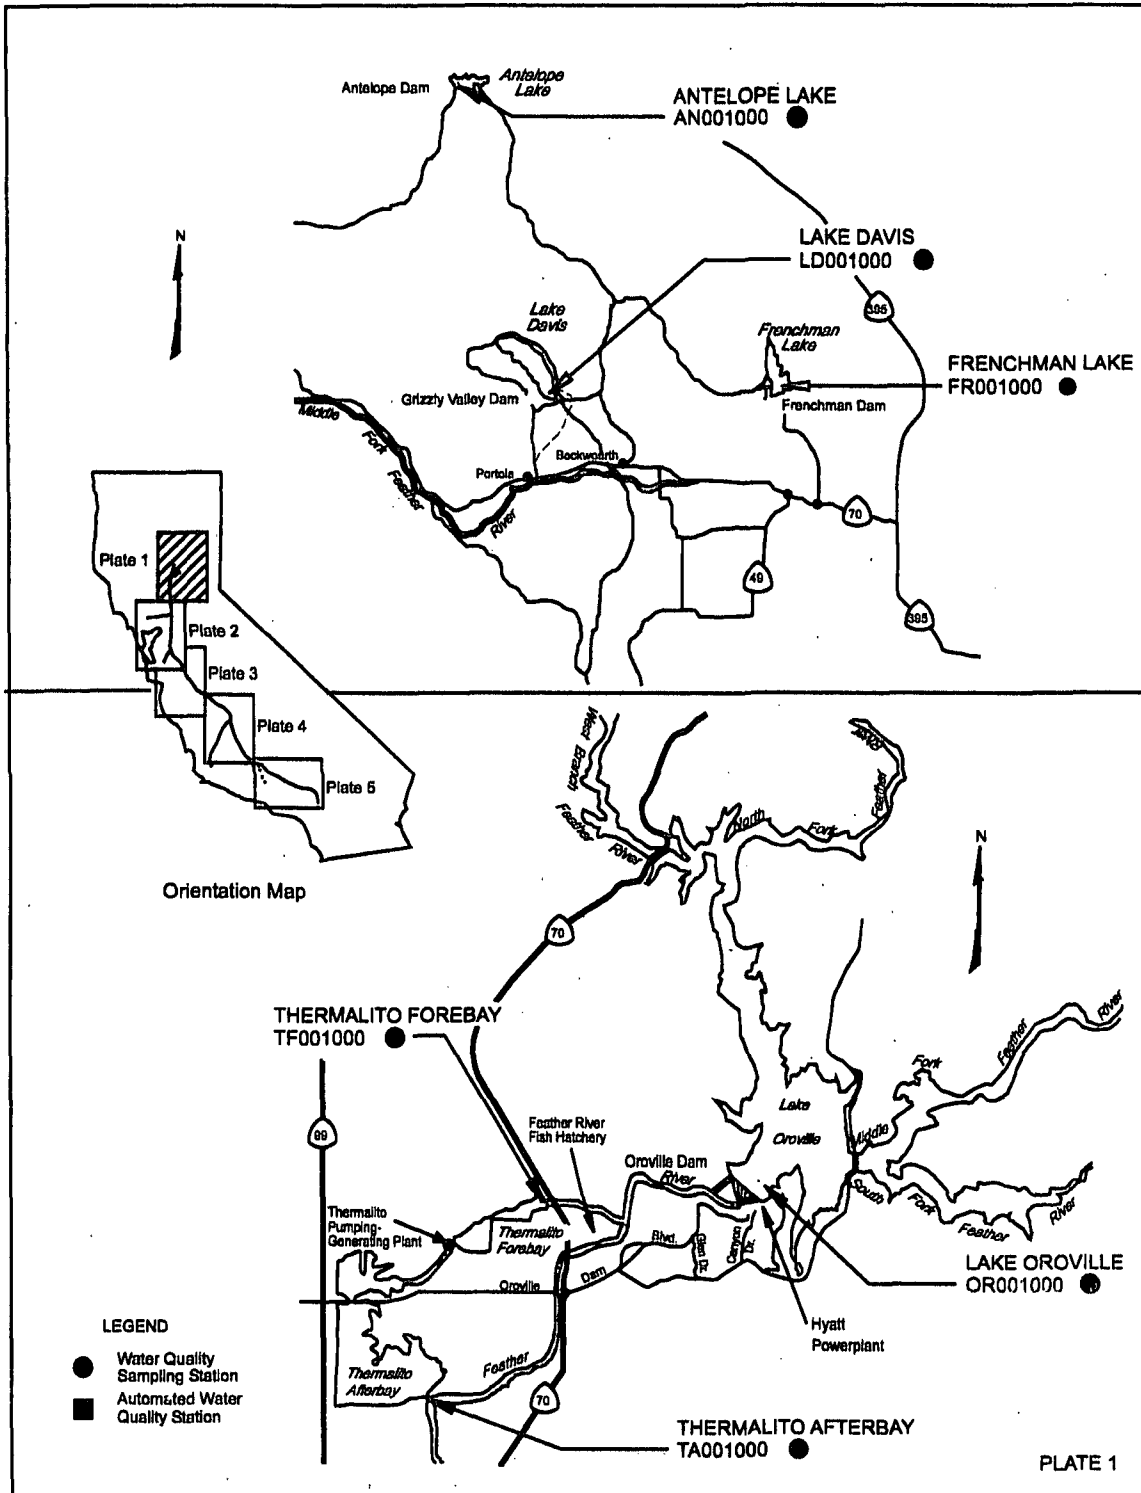 Antelope Dam
Antelope
Lake
ANTELOPE LAKE
AN001000
N
LAKE DAVIS
LD001000
395
Lake
Davis
Frenchman
Lake
FRENCHMAN LAKE
FR001000
Grizzly Valley Dam
Frenchman Dam
Middle
Fork
Feather
River
Portola
Beckwourth
70
49
395
Plate 1
Plate 2
Plate 3
Plate 4
Plate 5
Orientation Map
West Branch
Feather
River
North
Fork
Feather
River
N
70
THERMALITO FOREBAY
TF001000
99
Feather River
Fish Hatchery
Lake
Oroville
Fork
Feather
River
Middle
Oroville Dam
River
South
Fork
Feather
River
Thermalito
Pumping-
Generating Plant
Thermalito
Forebay
Blvd.
Glen Dr.
Canyon
Dr.
Oroville
Dam
LAKE OROVILLE
OR001000
Hyatt
Powerplant
LEGEND
Water Quality
Sampling Station
Automated Water
Quality Station
Thermalito
Afterbay
Feather
70
THERMALITO AFTERBAY
TA001000
PLATE 1